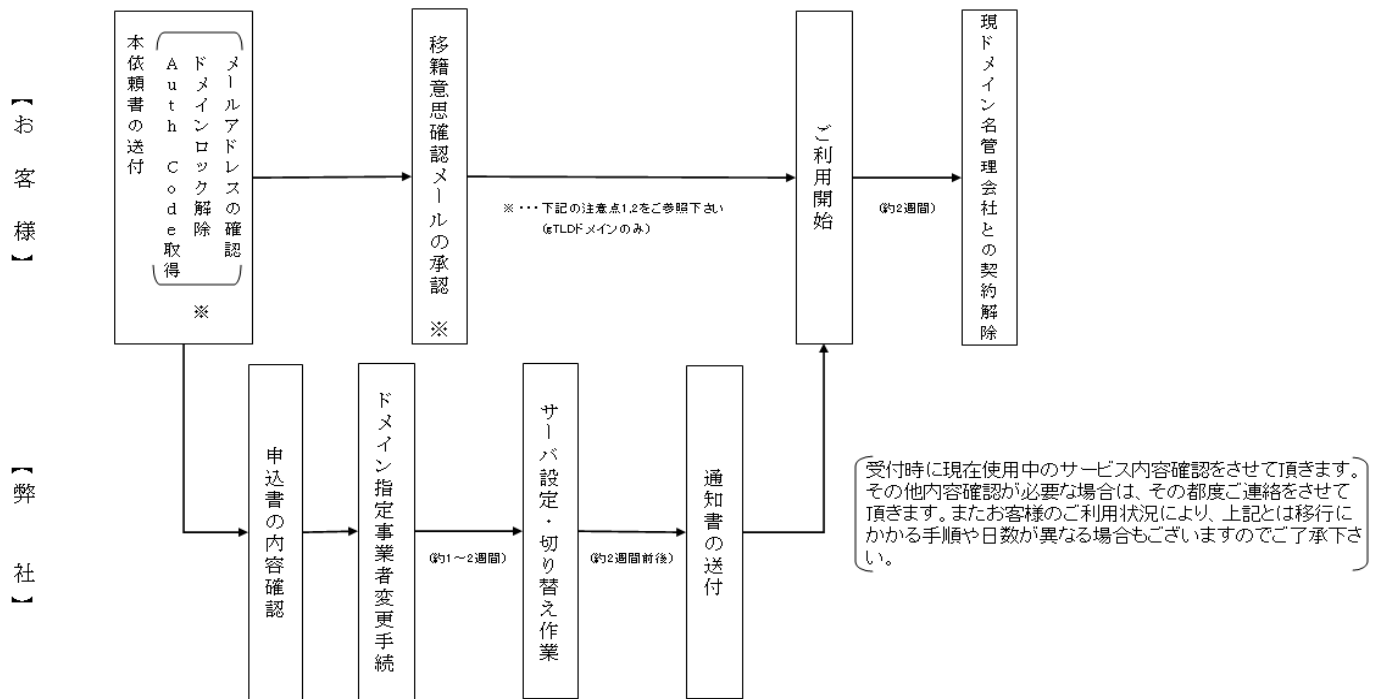 【お客様】
本依頼書の送付
メールアドレスの確認
ドメインロック解除
Auth Code取得
※
移籍意思確認メールの承認 ※
※・・・下記の注意点1,2をご参照下さい
(gTLDドメインのみ)
ご利用開始
(約2週間)
現ドメイン名管理会社との契約解除
【弊社】
申込書の内容確認
ドメイン指定事業者変更手続
(約1～2週間)
サーバ設定・切り替え作業
(約2週間前後)
通知書の送付
受付時に現在使用中のサービス内容確認をさせて頂きます。
その他内容確認が必要な場合は、その都度ご連絡をさせて
頂きます。またお客様のご利用状況により、上記とは移行に
かかる手順や日数が異なる場合もございますのでご了承下さ
い。